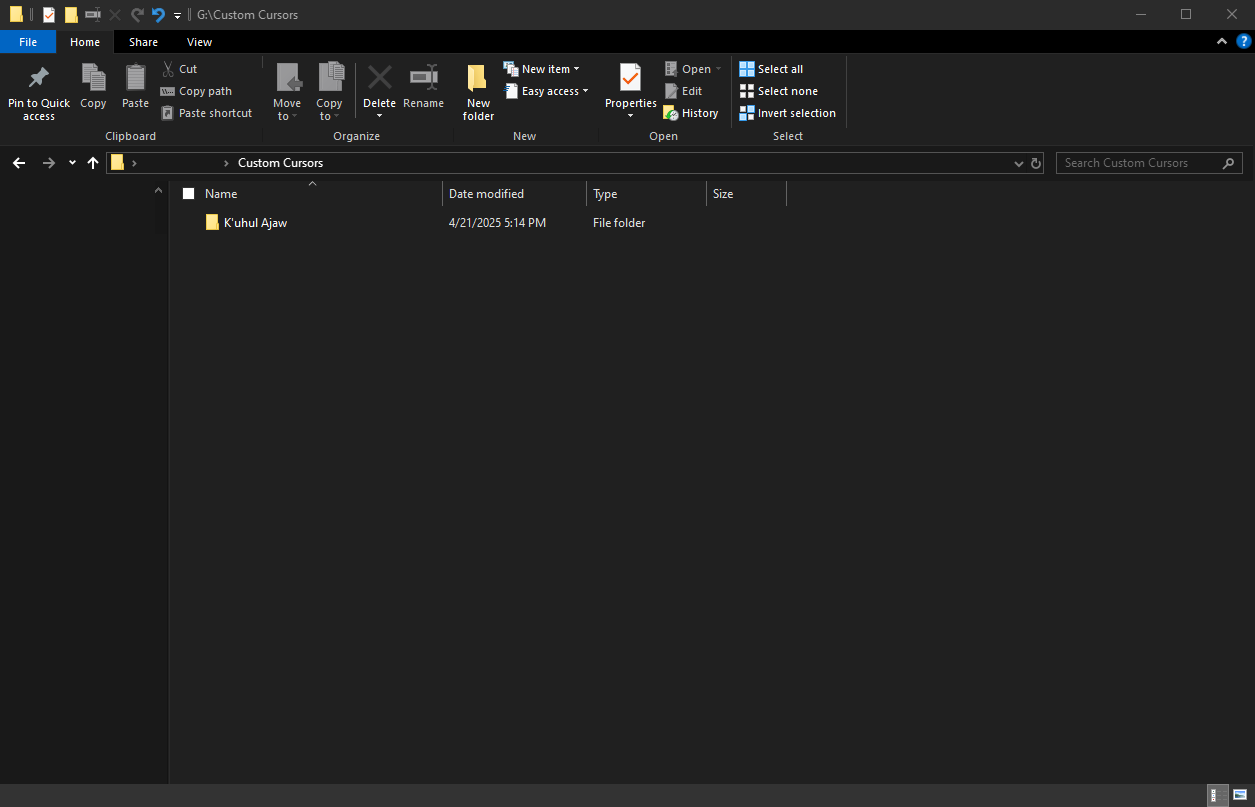 G:\Custom Cursors
File Home Share View
Pin to Quick access
Copy
Paste
Cut
Copy path
Paste shortcut
Clipboard
Move to
Copy to
Delete
Rename
Organize
New folder
New item
Easy access
New
Properties
Open
Edit
History
Open
Select all
Select none
Invert selection
Select
Custom Cursors
Search Custom Cursors
Name Date modified Type Size
K'uhul Ajaw 4/21/2025 5:14 PM File folder